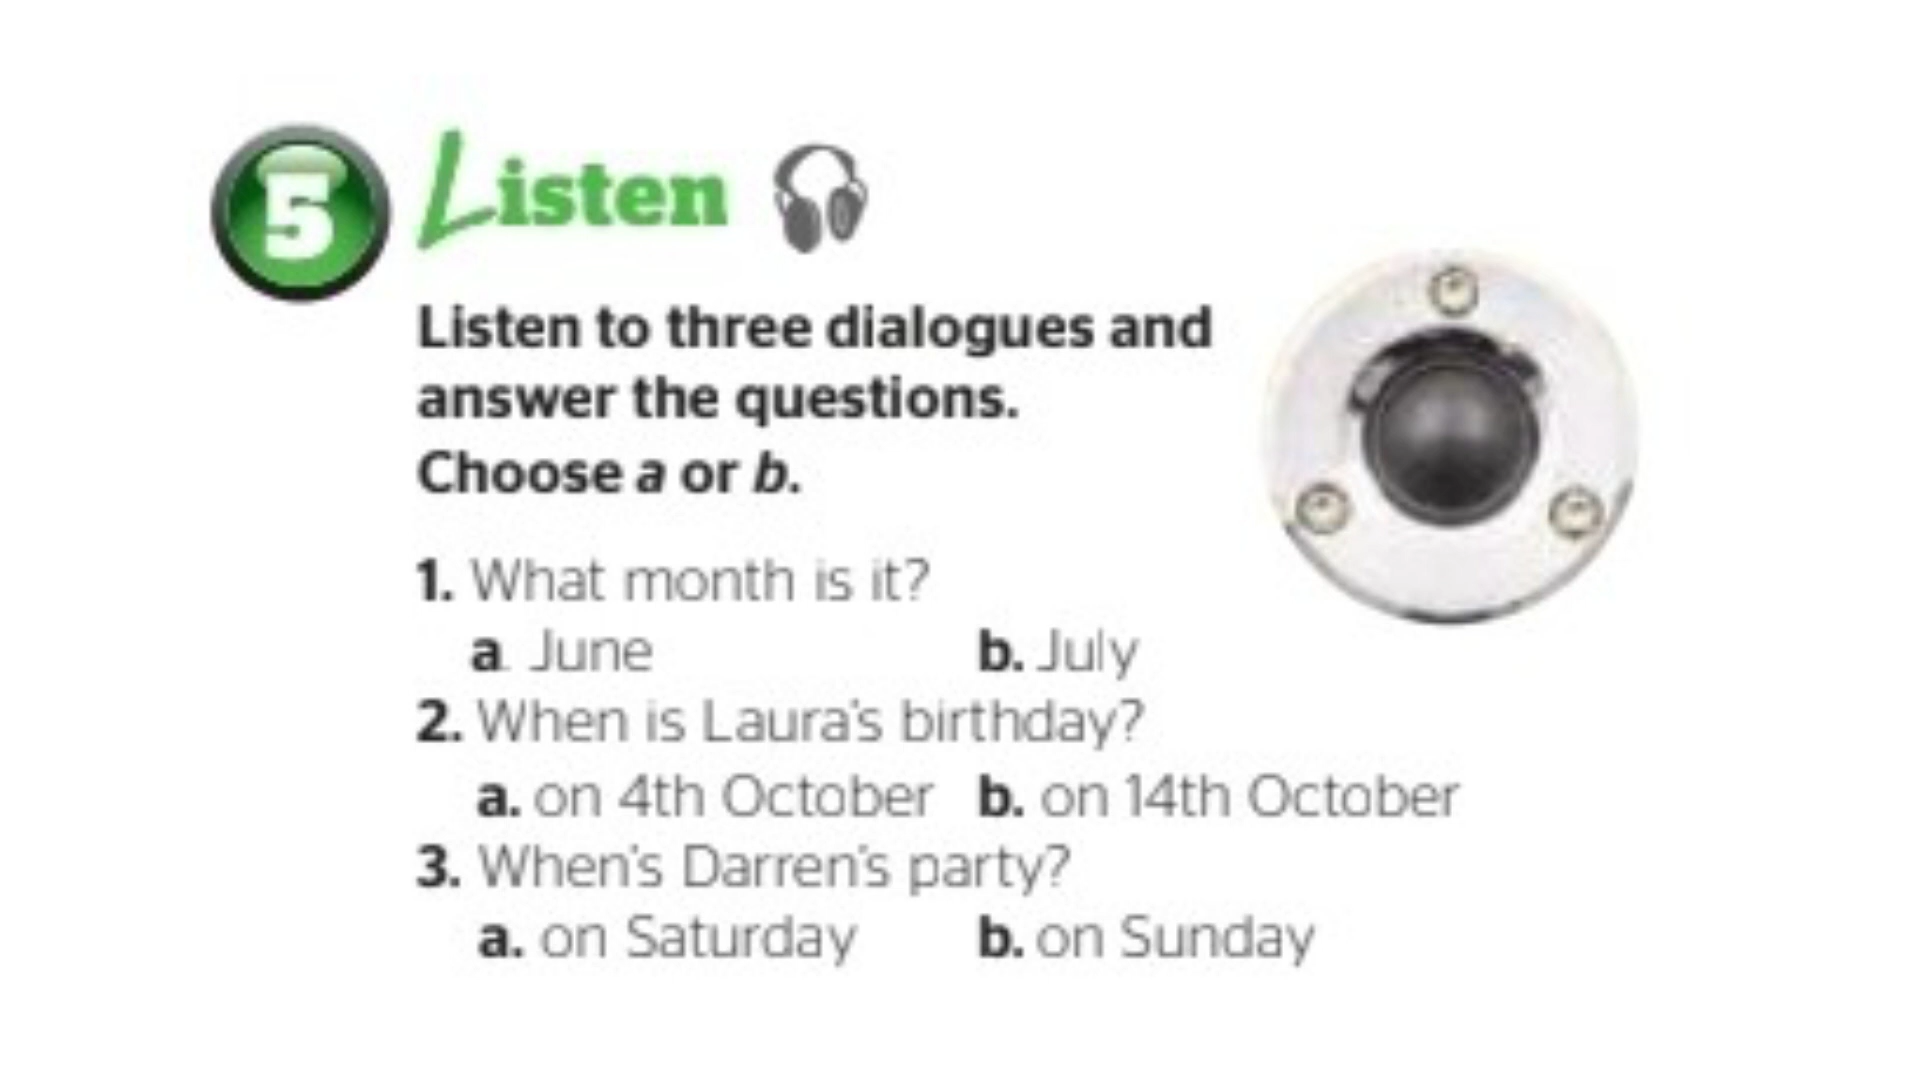 5 Listen
Listen to three dialogues and
answer the questions.
Choose a or b.
1. What month is it?
a. June b. July
2. When is Laura's birthday?
a. on 4th October b. on 14th October
3. When's Darren's party?
a. on Saturday b. on Sunday